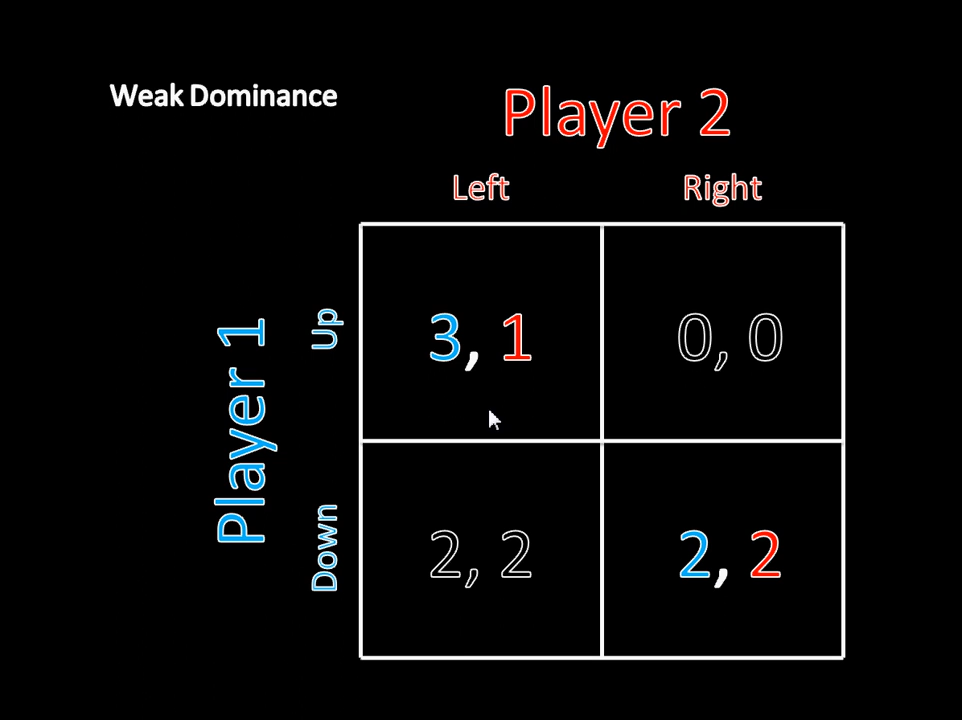 Weak Dominance
Player 2
Left Right
Player 1
Up
3, 1 0, 0
Down
2, 2 2, 2